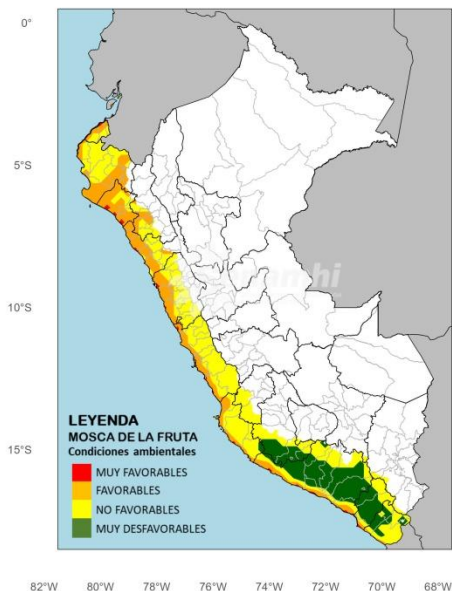 0°
5°S
10°S
15°S
LEYENDA
MOSCA DE LA FRUTA
Condiciones ambientales
MUY FAVORABLES
FAVORABLES
NO FAVORABLES
MUY DESFAVORABLES
82°W 80°W 78°W 76°W 74°W 72°W 70°W 68°W